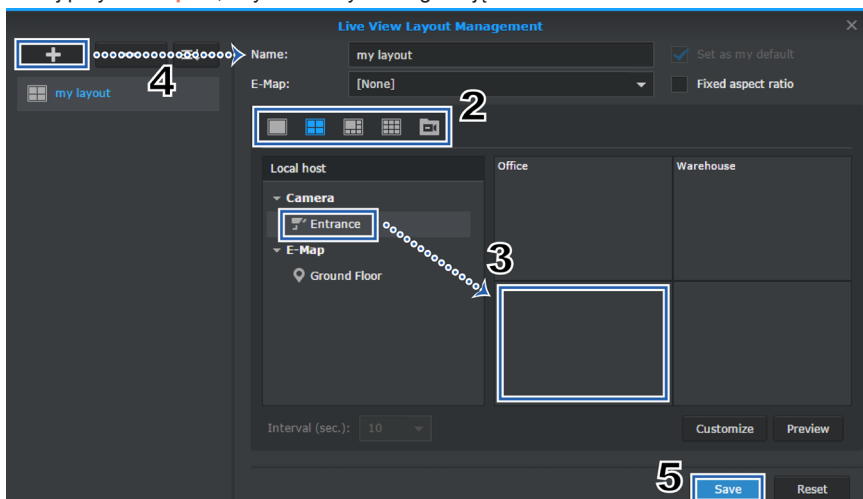 Live View Layout Management
4
my layout
Name:
my layout
Set as my default
E-Map:
[None]
Fixed aspect ratio
2
Local host
Camera
Entrance
E-Map
Ground Floor
3
Office
Warehouse
Interval (sec.):
10
Customize
Preview
5
Save
Reset